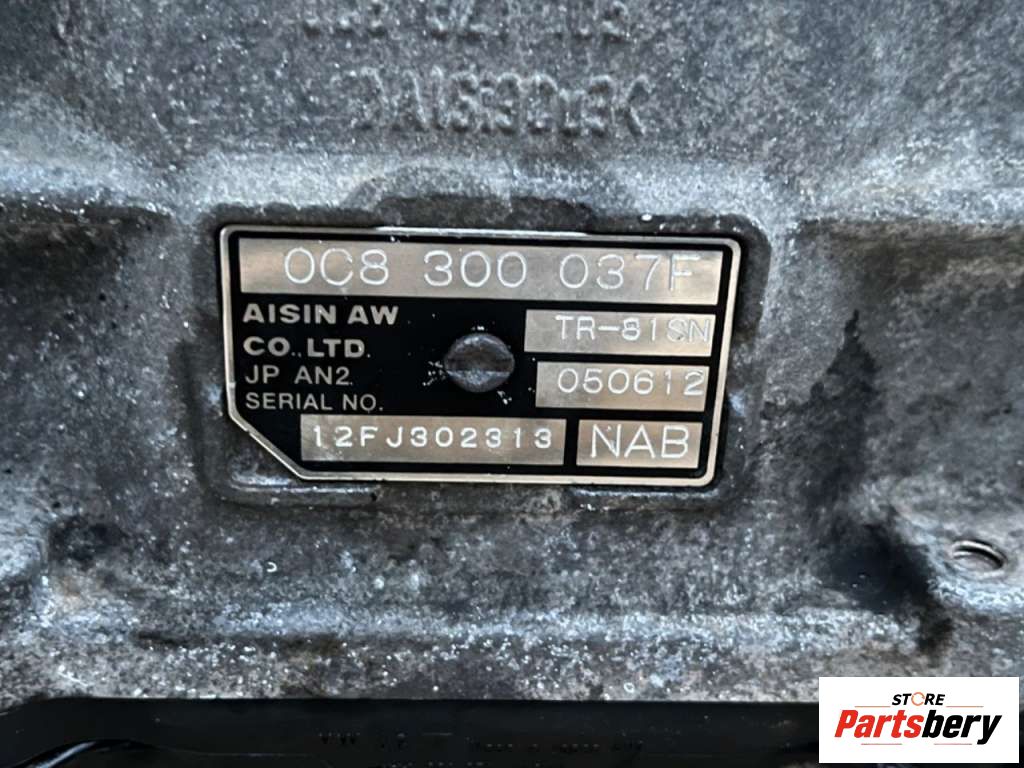 0C8 300 037F
AISIN AW
CO.,LTD.
TR-81SN
JP AN2
050612
SERIAL NO.
12FJ302313
NAB
STORE
Partsbery